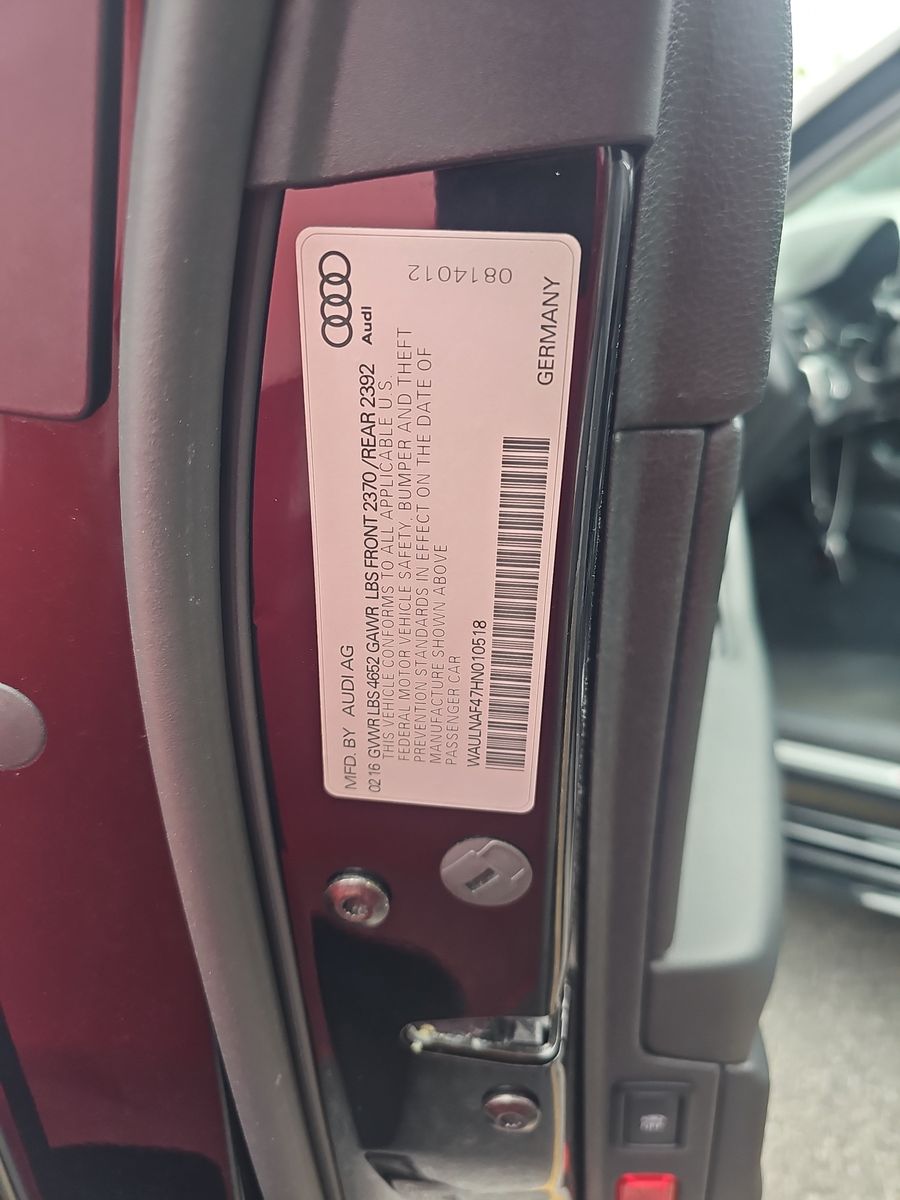 Audi
0814012
MFD. BY AUDI AG
02.16 GVWR LBS 4652 GAWR LBS FRONT 2370 / REAR 2392
THIS VEHICLE CONFORMS TO ALL APPLICABLE U.S.
FEDERAL MOTOR VEHICLE SAFETY, BUMPER AND THEFT
PREVENTION STANDARDS IN EFFECT ON THE DATE OF
MANUFACTURE SHOWN ABOVE
PASSENGER CAR
WAULNAF47HN010518
GERMANY